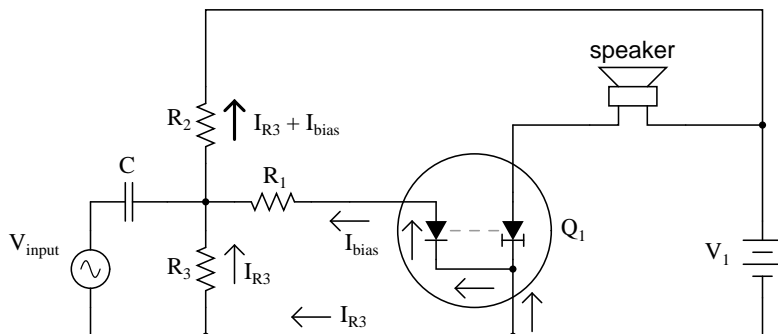 speaker
R2
IR3 + Ibias
C
R1
Vinput
Ibias
Q1
V1
R3
IR3
IR3